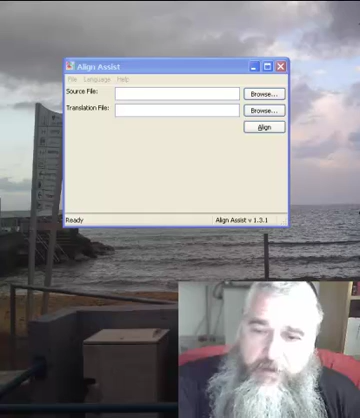 Align Assist
File Language Help
Source File: Browse...
Translation File: Browse...
Align
Ready Align Assist v 1.3.1